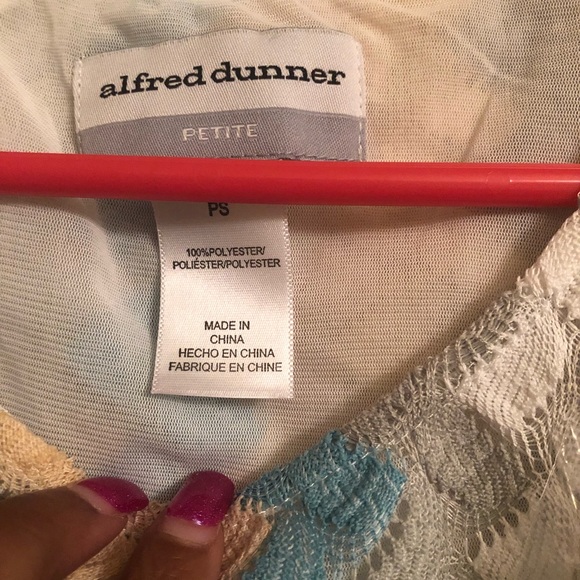 alfred dunner
PETITE
PS
100%POLYESTER/
POLIÉSTER/POLYESTER
MADE IN
CHINA
HECHO EN CHINA
FABRIQUE EN CHINE